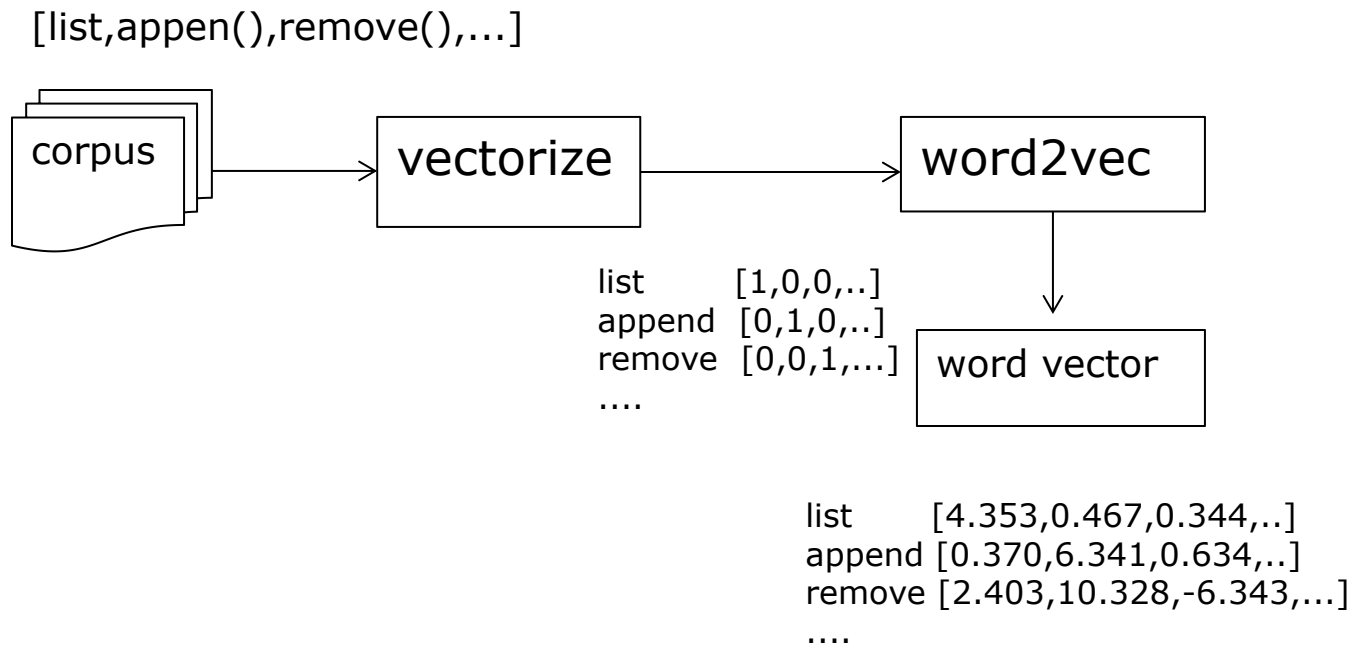 [list,appen(),remove(),...]
corpus
vectorize
word2vec
list [1,0,0,..]
append [0,1,0,..]
remove [0,0,1,...]
....
word vector
list [4.353,0.467,0.344,..]
append [0.370,6.341,0.634,..]
remove [2.403,10.328,-6.343,...]
....